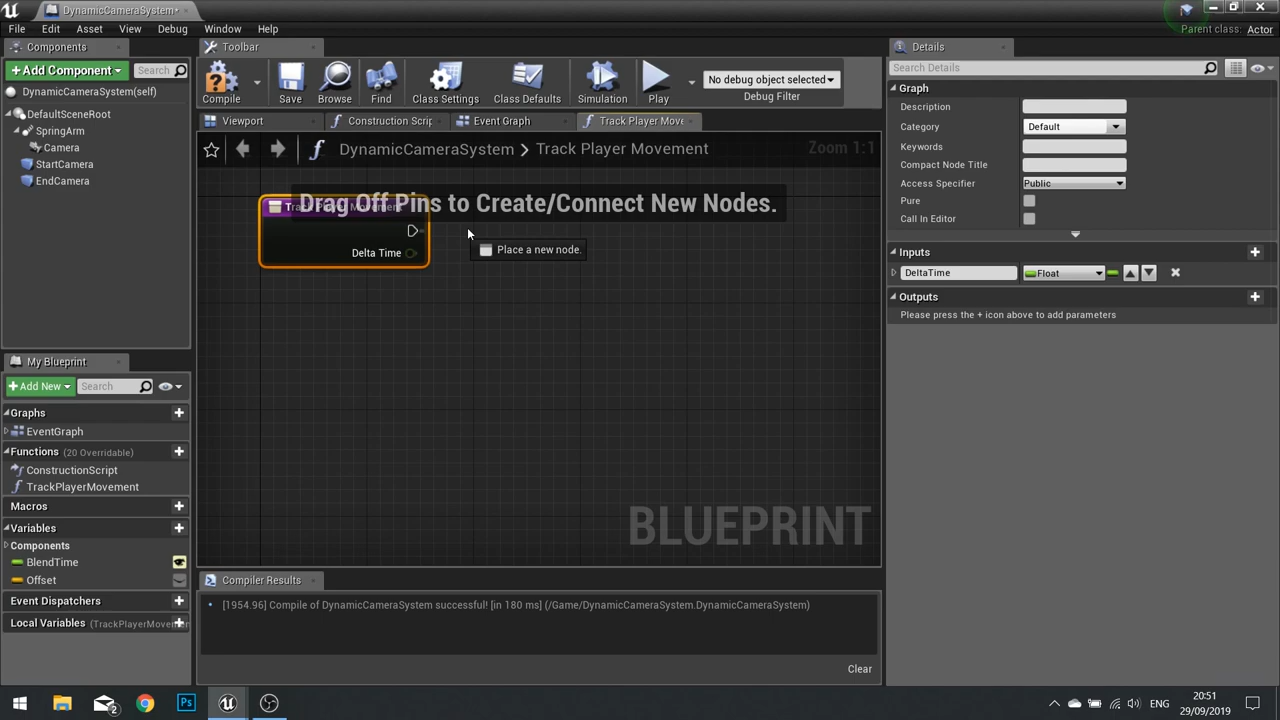 DynamicCameraSystem*
File Edit Asset View Debug Window Help
Parent class: Actor
Components
Toolbar
Details
Add Component
Search
DynamicCameraSystem(self)
DefaultSceneRoot
SpringArm
Camera
StartCamera
EndCamera
Compile
Save
Browse
Find
Class Settings
Class Defaults
Simulation
Play
No debug object selected
Debug Filter
Viewport
Construction Scrip
Event Graph
Track Player Move
DynamicCameraSystem > Track Player Movement
Zoom 1:1
Drag Off Pins to Create/Connect New Nodes.
Track Player Movement
Delta Time
Place a new node.
BLUEPRINT
Search Details
Graph
Description
Category
Default
Keywords
Compact Node Title
Access Specifier
Public
Pure
Call In Editor
Inputs
DeltaTime
Float
Outputs
Please press the + icon above to add parameters
My Blueprint
Add New
Search
Graphs
EventGraph
Functions (20 Overridable)
ConstructionScript
TrackPlayerMovement
Macros
Variables
Components
BlendTime
Offset
Event Dispatchers
Local Variables (TrackPlayerMovemen
Compiler Results
[1954.96] Compile of DynamicCameraSystem successful! [in 180 ms] (/Game/DynamicCameraSystem.DynamicCameraSystem)
Clear
2
Ps
ENG
20:51
29/09/2019